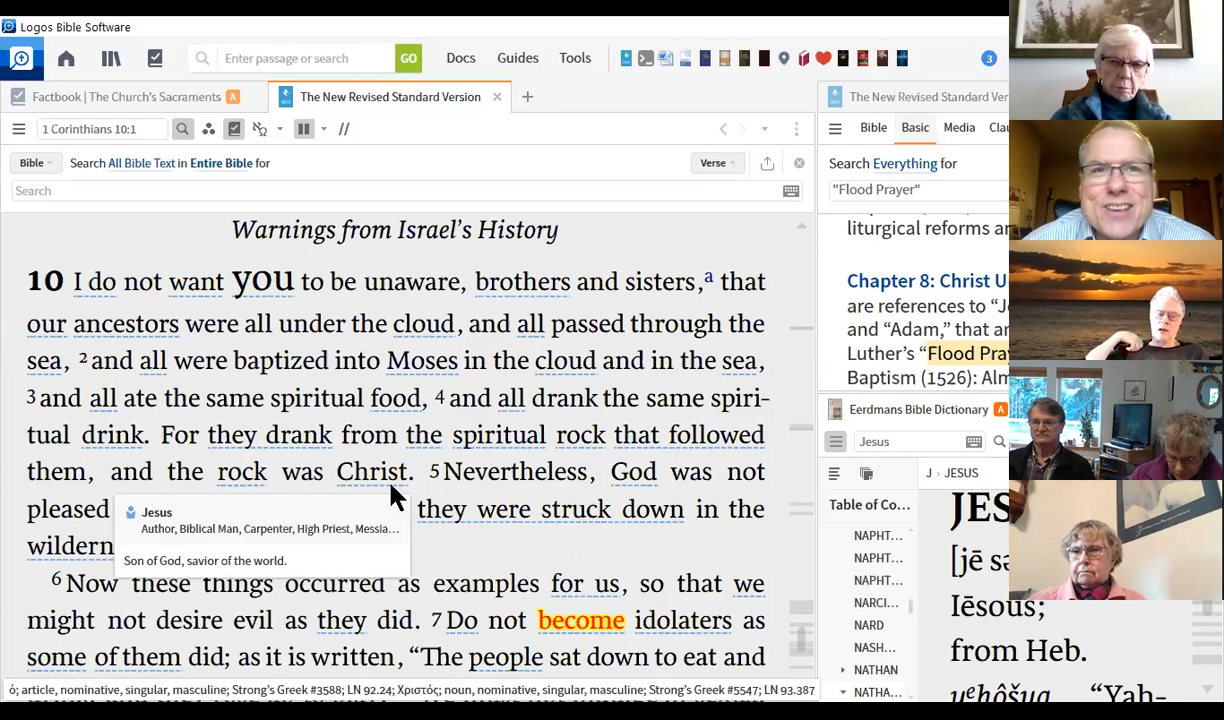 Logos Bible Software
Enter passage or search
GO
Docs
Guides
Tools
3
Factbook | The Church's Sacraments A
The New Revised Standard Version
1 Corinthians 10:1
Bible
Search All Bible Text in Entire Bible for
Verse
Search
Warnings from Israel's History
10 I do not want you to be unaware, brothers and sisters,a that
our ancestors were all under the cloud, and all passed through the
sea, 2 and all were baptized into Moses in the cloud and in the sea,
3 and all ate the same spiritual food, 4 and all drank the same spiri-
tual drink. For they drank from the spiritual rock that followed
them, and the rock was Christ. 5 Nevertheless, God was not
pleased
they were struck down in the
wildern
Jesus
Author, Biblical Man, Carpenter, High Priest, Messia...
Son of God, savior of the world.
6 Now these things occurred as examples for us, so that we
might not desire evil as they did. 7 Do not become idolaters as
some of them did; as it is written, “The people sat down to eat and
ὁ; article, nominative, singular, masculine; Strong's Greek #3588; LN 92.24; Χριστός; noun, nominative, singular, masculine; Strong's Greek #5547; LN 93.387
The New Revised Standard Ver
Bible
Basic
Media
Clau
Search Everything for
"Flood Prayer"
liturgical reforms an
Chapter 8: Christ U
are references to “J
and “Adam,” that ar
Luther's “Flood Pray
Baptism (1526): Alm
Eerdmans Bible Dictionary A
Jesus
J › JESUS
Table of Co...
NAPHT...
NAPHT...
NAPHT...
NARCI...
NARD
NASH...
NATHAN
NATHA...
JES
[jē sə
Iēsous;
from Heb.
yᵉhôšua “Yah-